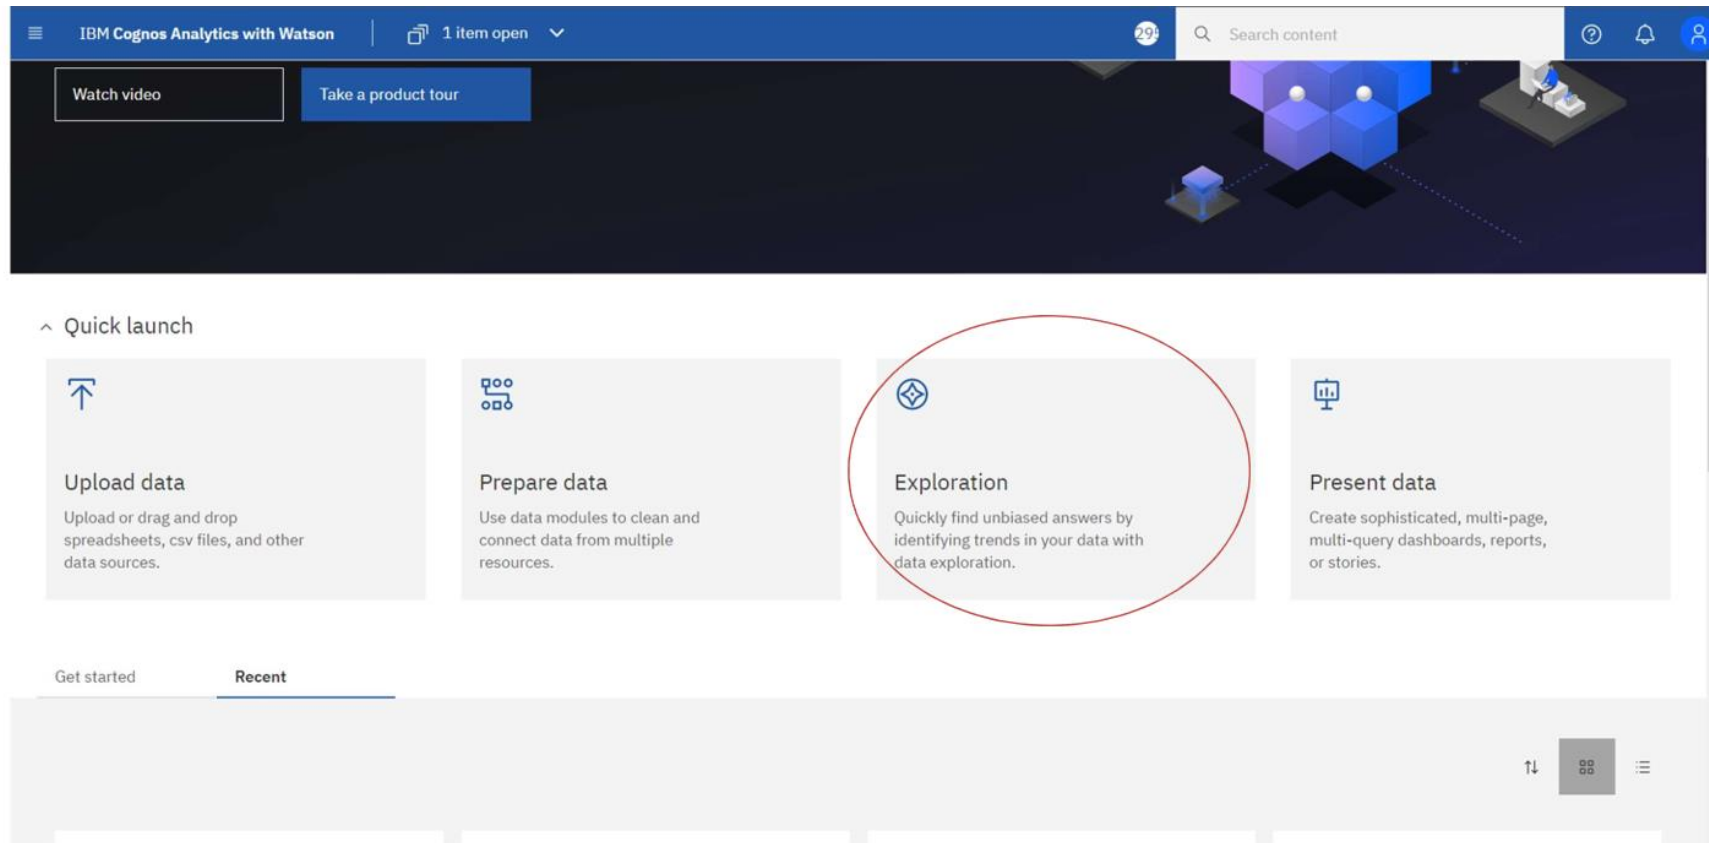 IBM Cognos Analytics with Watson
1 item open
Search content
Watch video
Take a product tour
Quick launch
Upload data
Upload or drag and drop
spreadsheets, csv files, and other
data sources.
Prepare data
Use data modules to clean and
connect data from multiple
resources.
Exploration
Quickly find unbiased answers by
identifying trends in your data with
data exploration.
Present data
Create sophisticated, multi-page,
multi-query dashboards, reports,
or stories.
Get started
Recent